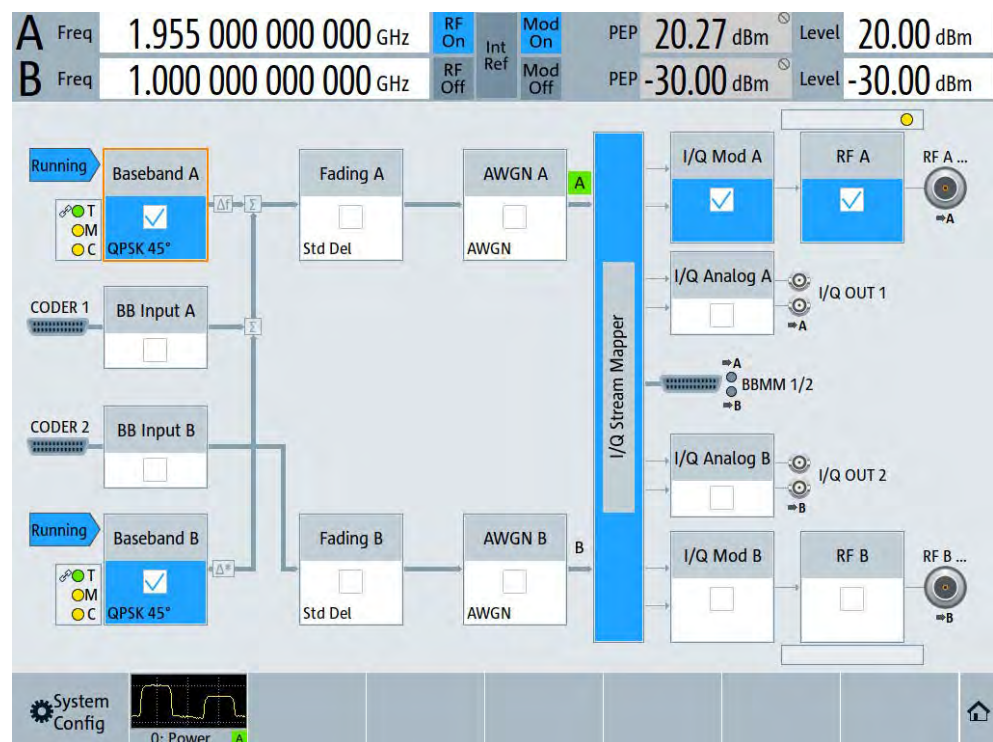 A Freq 1.955 000 000 000 GHz RF On Int Ref Mod On PEP 20.27 dBm Level 20.00 dBm
B Freq 1.000 000 000 000 GHz RF Off Mod Off PEP -30.00 dBm Level -30.00 dBm
Running
Baseband A
T
M
C
QPSK 45°
Δf
Σ
Fading A
Std Del
AWGN A
AWGN
A
I/Q Mod A
RF A
RF A ...
➡A
CODER 1
BB Input A
Σ
I/Q Analog A
I/Q OUT 1
➡A
I/Q Stream Mapper
➡A
BBMM 1/2
➡B
CODER 2
BB Input B
I/Q Analog B
I/Q OUT 2
➡B
Running
Baseband B
T
M
C
QPSK 45°
Fading B
Std Del
AWGN B
AWGN
B
I/Q Mod B
RF B
RF B ...
➡B
System
Config
0: Power A